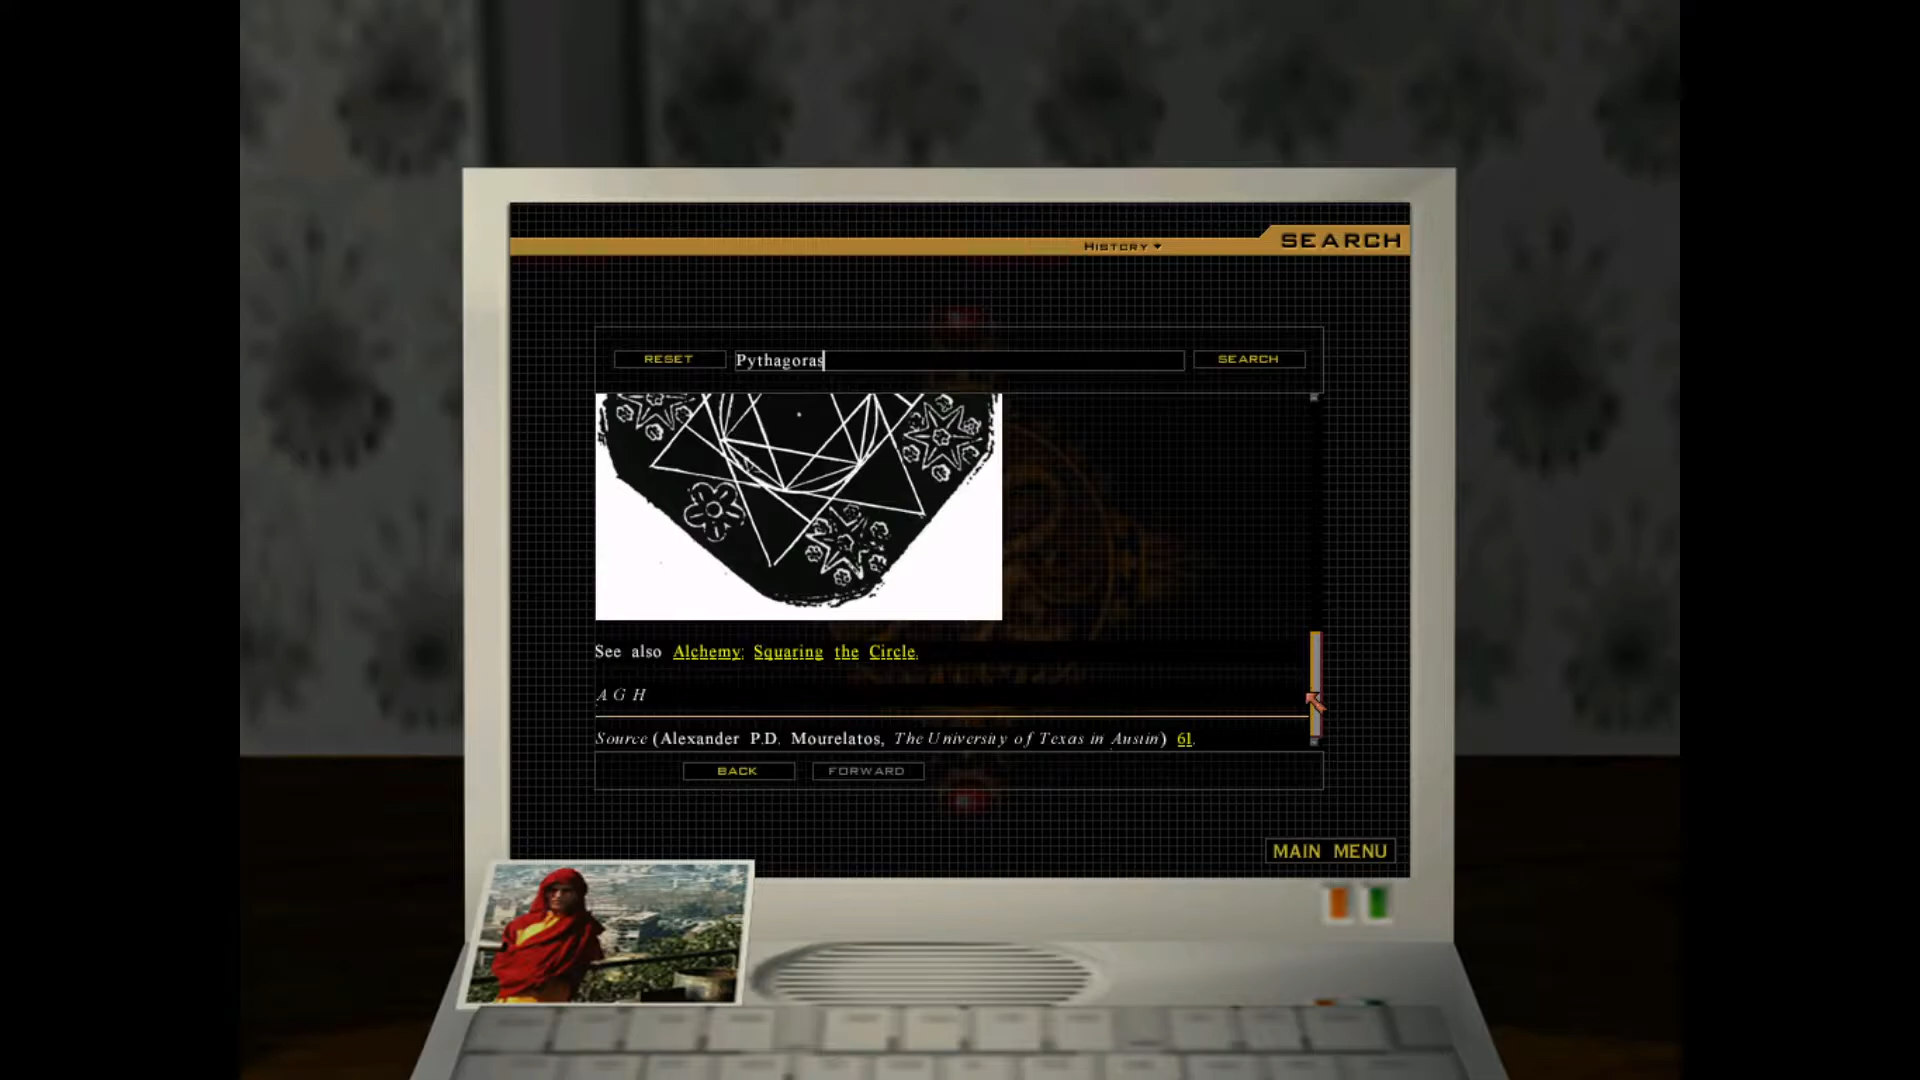 HISTORY
SEARCH
RESET
Pythagoras
SEARCH
See also Alchemy; Squaring the Circle.
A G H
Source (Alexander P.D. Mourelatos, The University of Texas in Austin) 61.
BACK
FORWARD
MAIN MENU